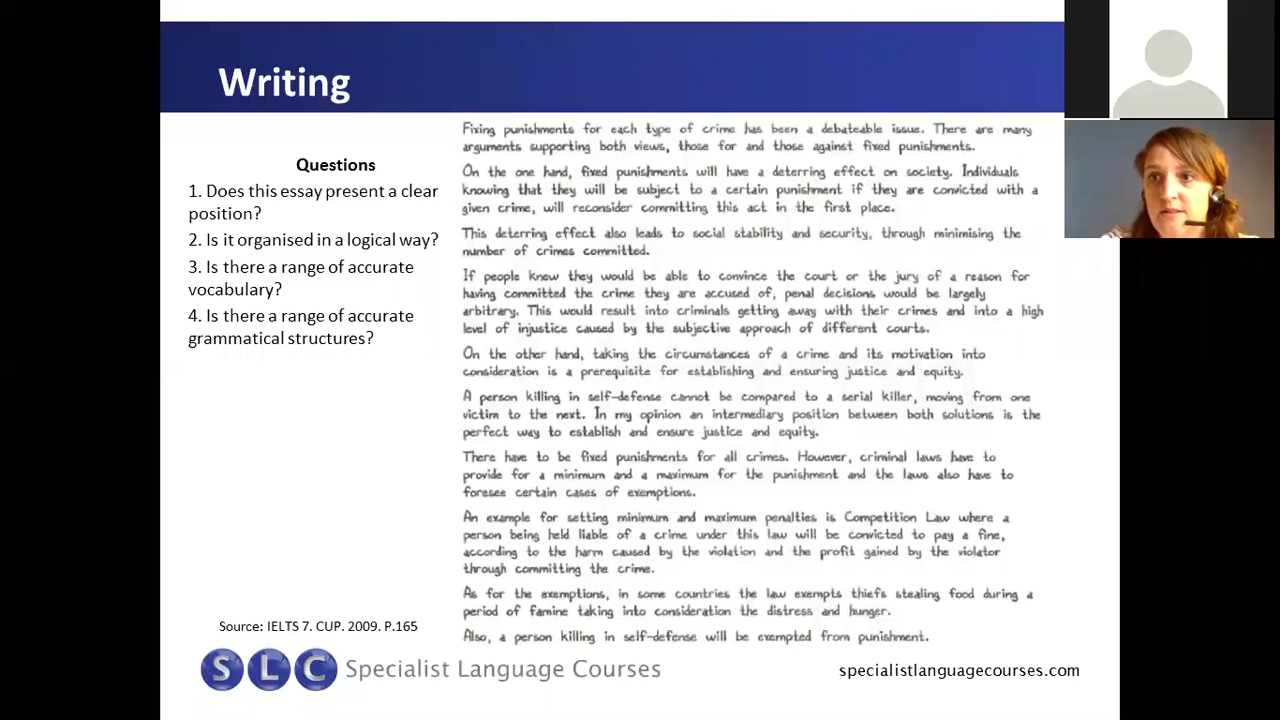 Writing
Questions
1. Does this essay present a clear
position?
2. Is it organised in a logical way?
3. Is there a range of accurate
vocabulary?
4. Is there a range of accurate
grammatical structures?
Source: IELTS 7. CUP. 2009. P.165
Fixing punishments for each type of crime has been a debateable issue. There are many
arguments supporting both views, those for and those against fixed punishments.
On the one hand, fixed punishments will have a deterring effect on society. Individuals
knowing that they will be subject to a certain punishment if they are convicted with a
given crime, will reconsider committing this act in the first place.
This deterring effect also leads to social stability and security, through minimising the
number of crimes committed.
If people knew they would be able to convince the court or the jury of a reason for
having committed the crime they are accused of, penal decisions would be largely
arbitrary. This would result into criminals getting away with their crimes and into a high
level of injustice caused by the subjective approach of different courts.
On the other hand, taking the circumstances of a crime and its motivation into
consideration is a prerequisite for establishing and ensuring justice and equity.
A person killing in self-defense cannot be compared to a serial killer, moving from one
victim to the next. In my opinion an intermediary position between both solutions is the
perfect way to establish and ensure justice and equity.
There have to be fixed punishments for all crimes. However, criminal laws have to
provide for a minimum and a maximum for the punishment and the laws also have to
foresee certain cases of exemptions.
An example for setting minimum and maximum penalties is Competition Law where a
person being held liable of a crime under this law will be convicted to pay a fine,
according to the harm caused by the violation and the profit gained by the violator
through committing the crime.
As for the exemptions, in some countries the law exempts thiefs stealing food during a
period of famine taking into consideration the distress and hunger.
Also, a person killing in self-defense will be exempted from punishment.
SLC Specialist Language Courses
specialistlanguagecourses.com